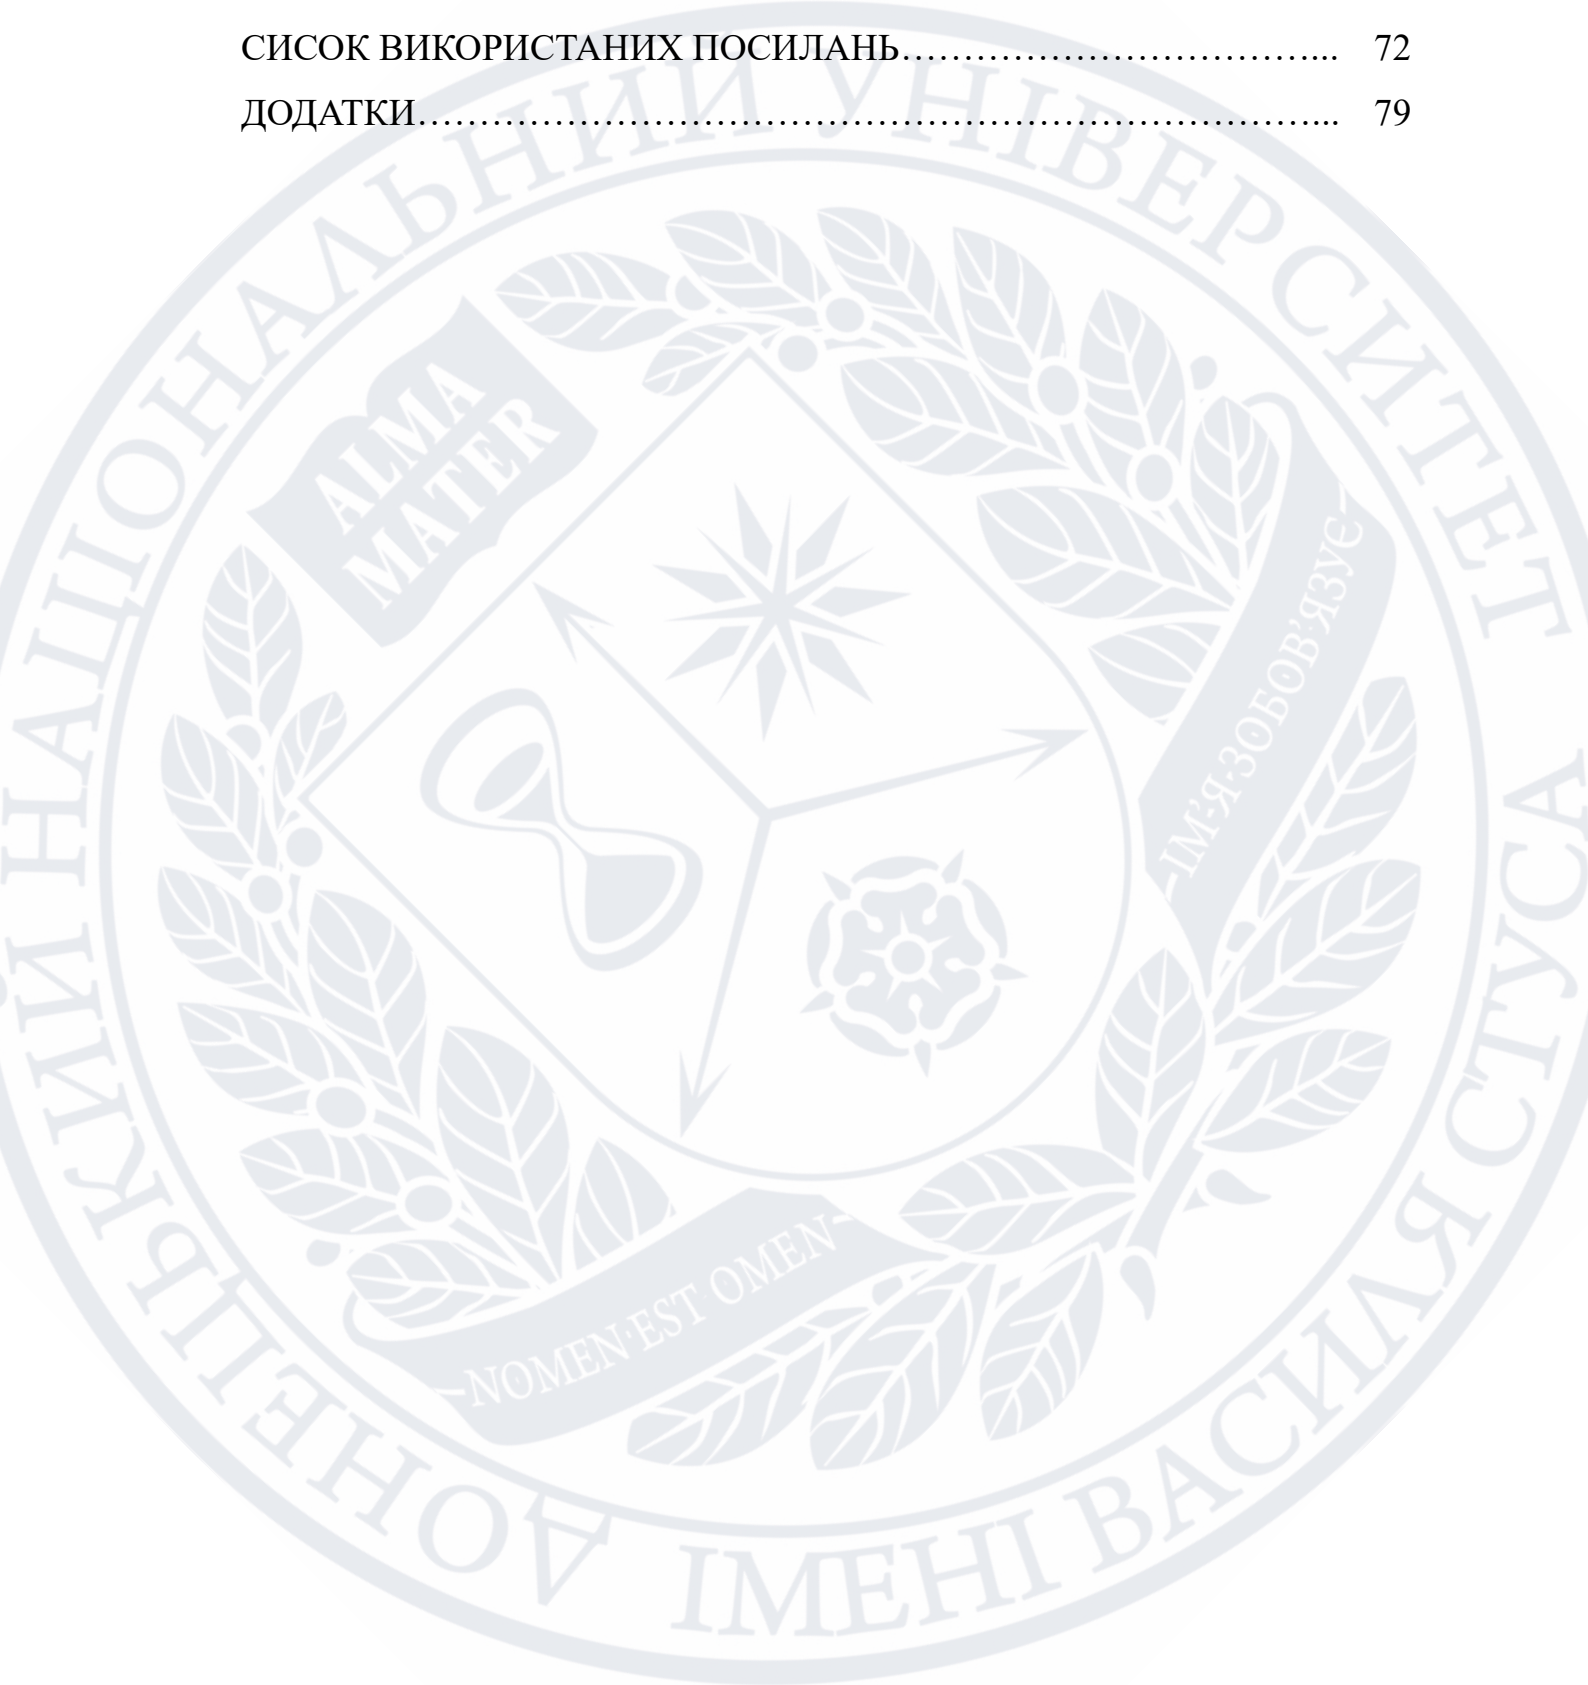 СИСОК ВИКОРИСТАНИХ ПОСИЛАНЬ……………………………... 72
ДОДАТКИ………………………………………………………………... 79
ДОНЕЦЬКИЙ НАЦІОНАЛЬНИЙ УНІВЕРСИТЕТ
ІМЕНІ ВАСИЛЯ СТУСА
ALMA
MATER
ІМ'Я ЗОБОВ'ЯЗУЄ
NOMEN EST OMEN